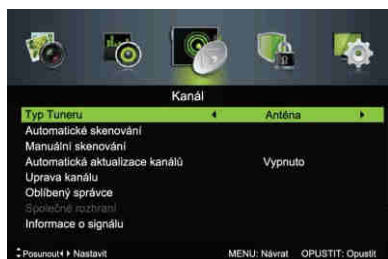 Kanál
Typ Tuneru Anténa
Automatické skenování
Manuální skenování
Automatická aktualizace kanálů Vypnuto
Uprava kanálu
Oblíbený správce
Společné rozhraní
Informace o signálu
Posunout Nastavit MENU: Návrat OPUSTIT: Opustit